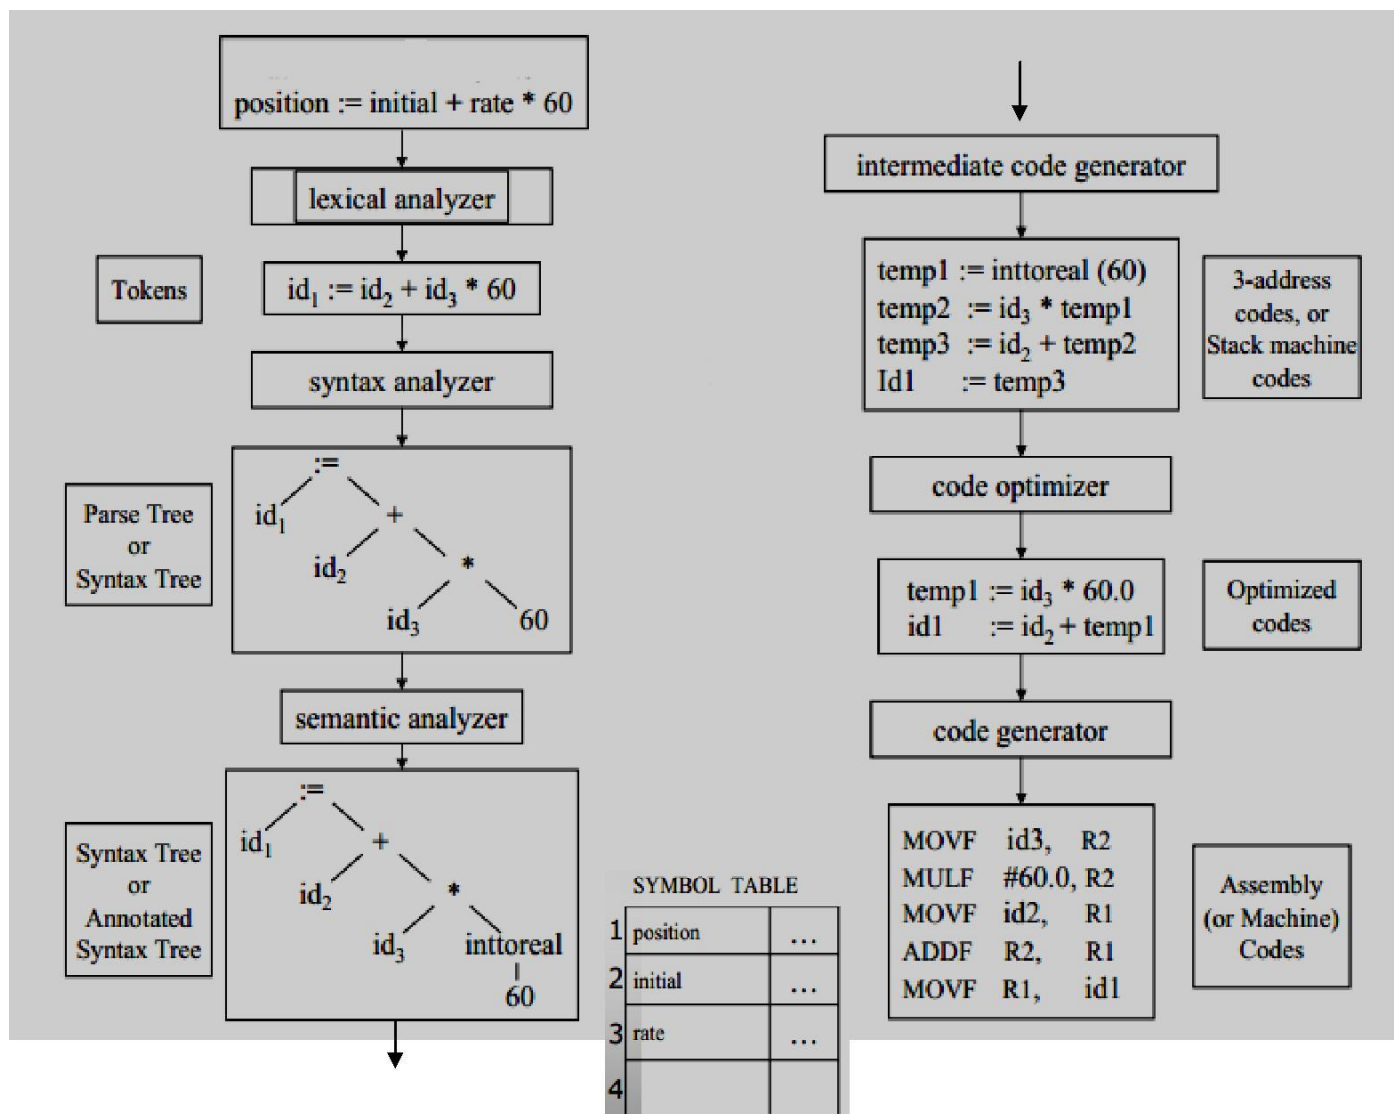 position := initial + rate * 60
lexical analyzer
Tokens
id₁ := id₂ + id₃ * 60
syntax analyzer
Parse Tree
or
Syntax Tree
:=
id₁
+
id₂
*
id₃
60
semantic analyzer
Syntax Tree
or
Annotated
Syntax Tree
:=
id₁
+
id₂
*
id₃
inttoreal
60
intermediate code generator
temp1 := inttoreal (60)
temp2 := id₃ * temp1
temp3 := id₂ + temp2
Id1 := temp3
3-address
codes, or
Stack machine
codes
code optimizer
temp1 := id₃ * 60.0
id1 := id₂ + temp1
Optimized
codes
code generator
MOVF id3, R2
MULF #60.0, R2
MOVF id2, R1
ADDF R2, R1
MOVF R1, id1
Assembly
(or Machine)
Codes
SYMBOL TABLE
1 position ...
2 initial ...
3 rate ...
4